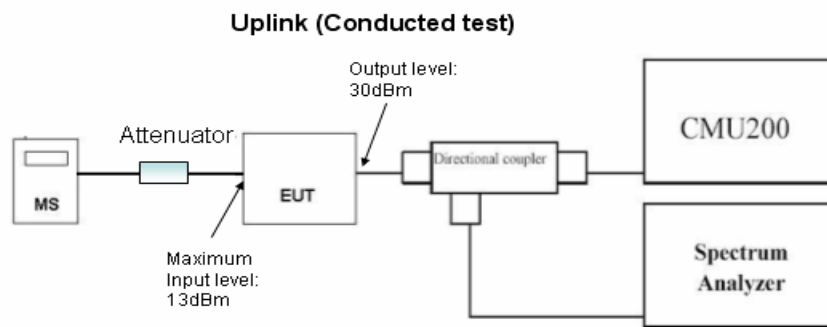 Uplink (Conducted test)
Output level:
30dBm
CMU200
Attenuator
Directional coupler
MS
EUT
Maximum
Input level:
13dBm
Spectrum
Analyzer